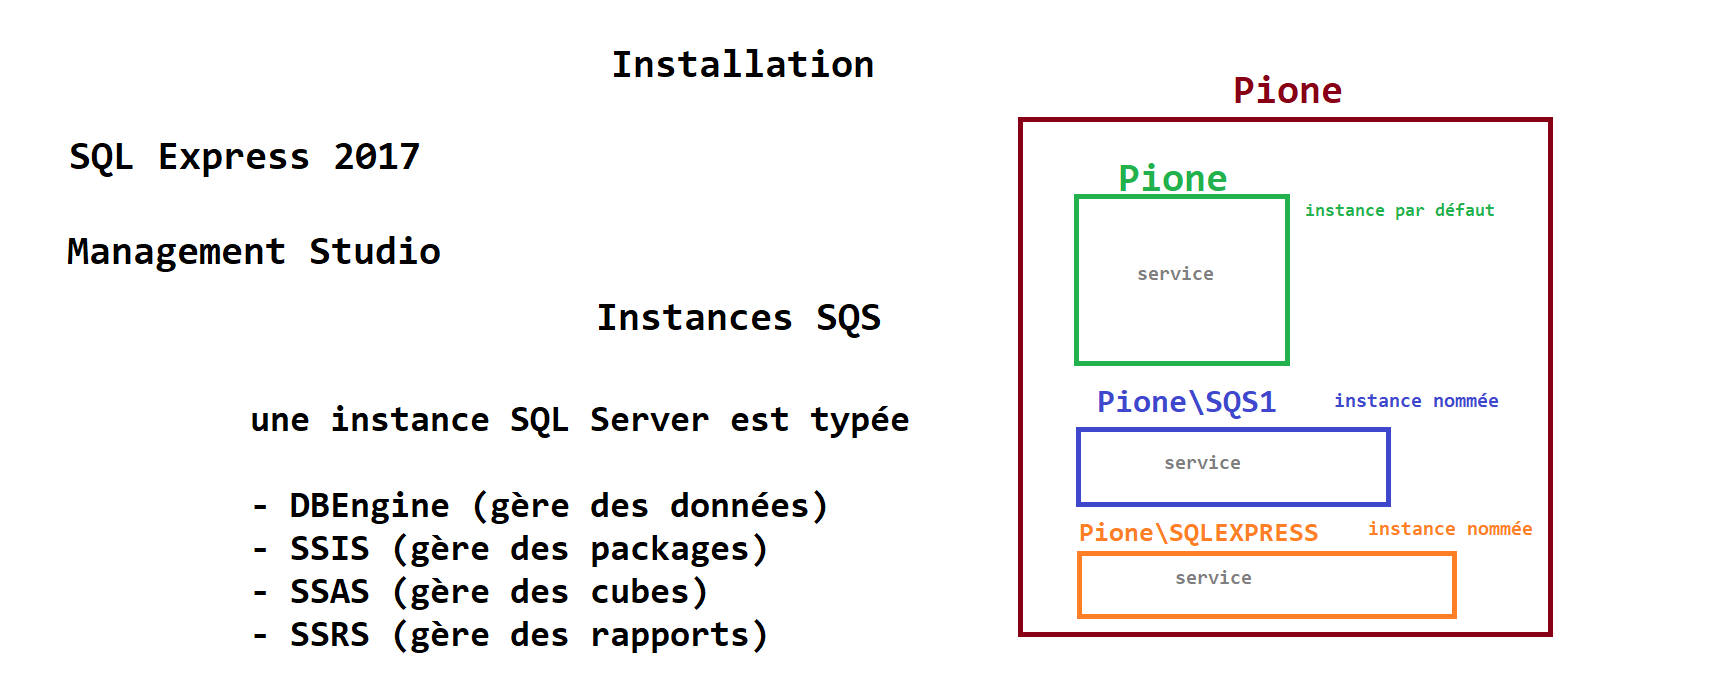 Installation
SQL Express 2017
Management Studio
Instances SQS
une instance SQL Server est typée
- DBEngine (gère des données)
- SSIS (gère des packages)
- SSAS (gère des cubes)
- SSRS (gère des rapports)
Pione
Pione
instance par défaut
service
Pione\SQS1
instance nommée
service
Pione\SQLEXPRESS
instance nommée
service